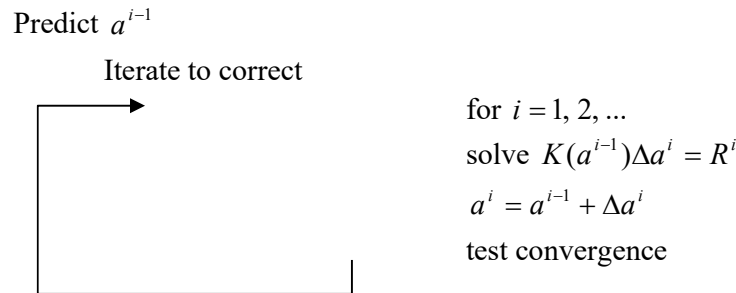 Predict a^{i-1}
Iterate to correct
for i = 1, 2, ...
solve K(a^{i-1})Δa^i = R^i
a^i = a^{i-1} + Δa^i
test convergence